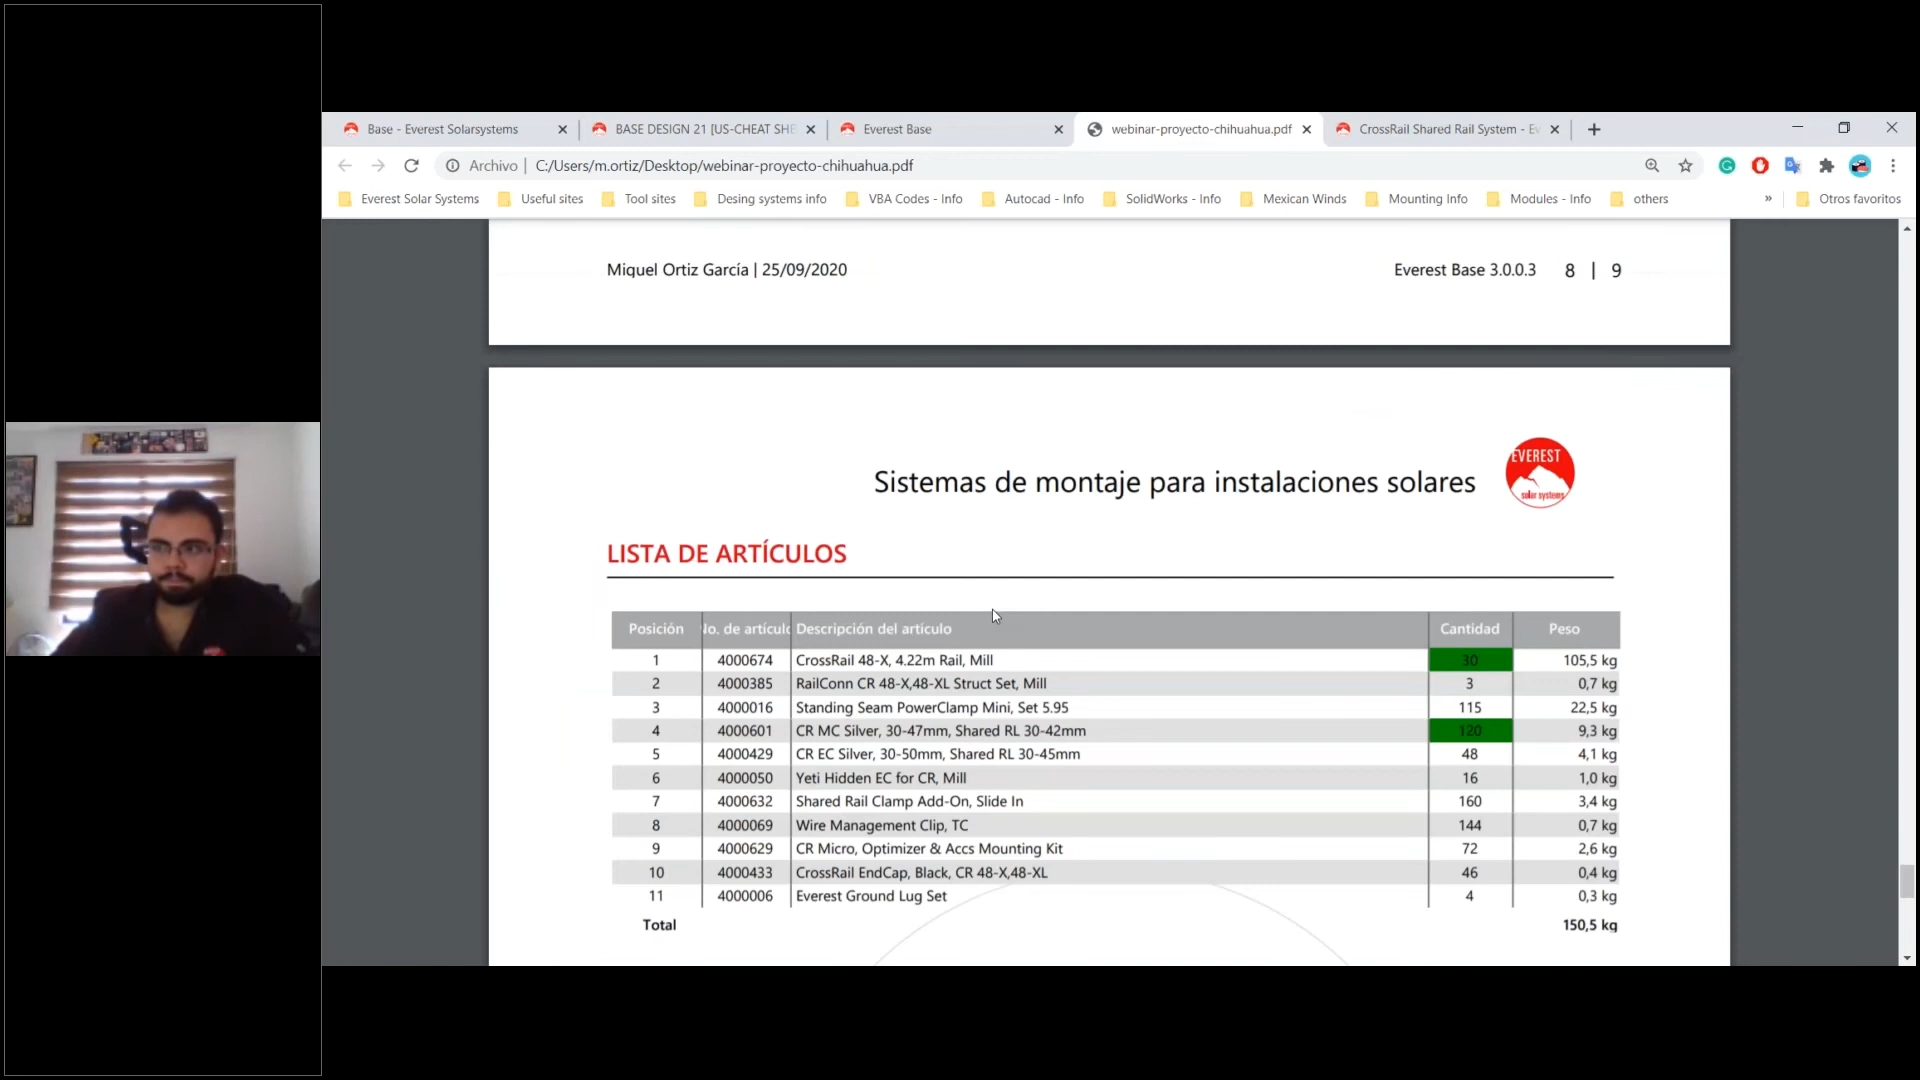 Base - Everest Solarsystems
BASE DESIGN 21 [US-CHEAT SHE
Everest Base
webinar-proyecto-chihuahua.pdf
CrossRail Shared Rail System - Ev
Archivo | C:/Users/m.ortiz/Desktop/webinar-proyecto-chihuahua.pdf
Everest Solar Systems Useful sites Tool sites Desing systems info VBA Codes - Info Autocad - Info SolidWorks - Info Mexican Winds Mounting Info Modules - Info others » Otros favoritos
Miguel Ortiz García | 25/09/2020 Everest Base 3.0.0.3 8 | 9
Sistemas de montaje para instalaciones solares
EVEREST
solar systems
LISTA DE ARTÍCULOS
Posición No. de artículo Descripción del artículo Cantidad Peso
1 4000674 CrossRail 48-X, 4.22m Rail, Mill 30 105,5 kg
2 4000385 RailConn CR 48-X,48-XL Struct Set, Mill 3 0,7 kg
3 4000016 Standing Seam PowerClamp Mini, Set 5.95 115 22,5 kg
4 4000601 CR MC Silver, 30-47mm, Shared RL 30-42mm 120 9,3 kg
5 4000429 CR EC Silver, 30-50mm, Shared RL 30-45mm 48 4,1 kg
6 4000050 Yeti Hidden EC for CR, Mill 16 1,0 kg
7 4000632 Shared Rail Clamp Add-On, Slide In 160 3,4 kg
8 4000069 Wire Management Clip, TC 144 0,7 kg
9 4000629 CR Micro, Optimizer & Accs Mounting Kit 72 2,6 kg
10 4000433 CrossRail EndCap, Black, CR 48-X,48-XL 46 0,4 kg
11 4000006 Everest Ground Lug Set 4 0,3 kg
Total 150,5 kg